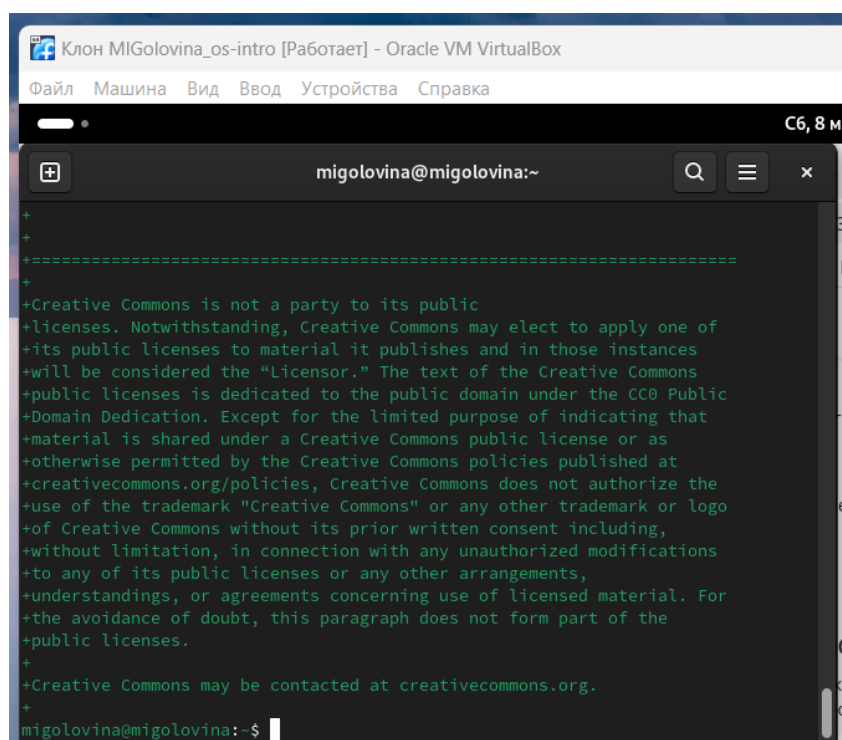 Клон MIGolovina_os-intro [Работает] - Oracle VM VirtualBox
Файл Машина Вид Ввод Устройства Справка
Сб, 8 м
migolovina@migolovina:~
+
+
+=======================================================================
+
+Creative Commons is not a party to its public
+licenses. Notwithstanding, Creative Commons may elect to apply one of
+its public licenses to material it publishes and in those instances
+will be considered the “Licensor.” The text of the Creative Commons
+public licenses is dedicated to the public domain under the CC0 Public
+Domain Dedication. Except for the limited purpose of indicating that
+material is shared under a Creative Commons public license or as
+otherwise permitted by the Creative Commons policies published at
+creativecommons.org/policies, Creative Commons does not authorize the
+use of the trademark "Creative Commons" or any other trademark or logo
+of Creative Commons without its prior written consent including,
+without limitation, in connection with any unauthorized modifications
+to any of its public licenses or any other arrangements,
+understandings, or agreements concerning use of licensed material. For
+the avoidance of doubt, this paragraph does not form part of the
+public licenses.
+
+Creative Commons may be contacted at creativecommons.org.
+
migolovina@migolovina:~$